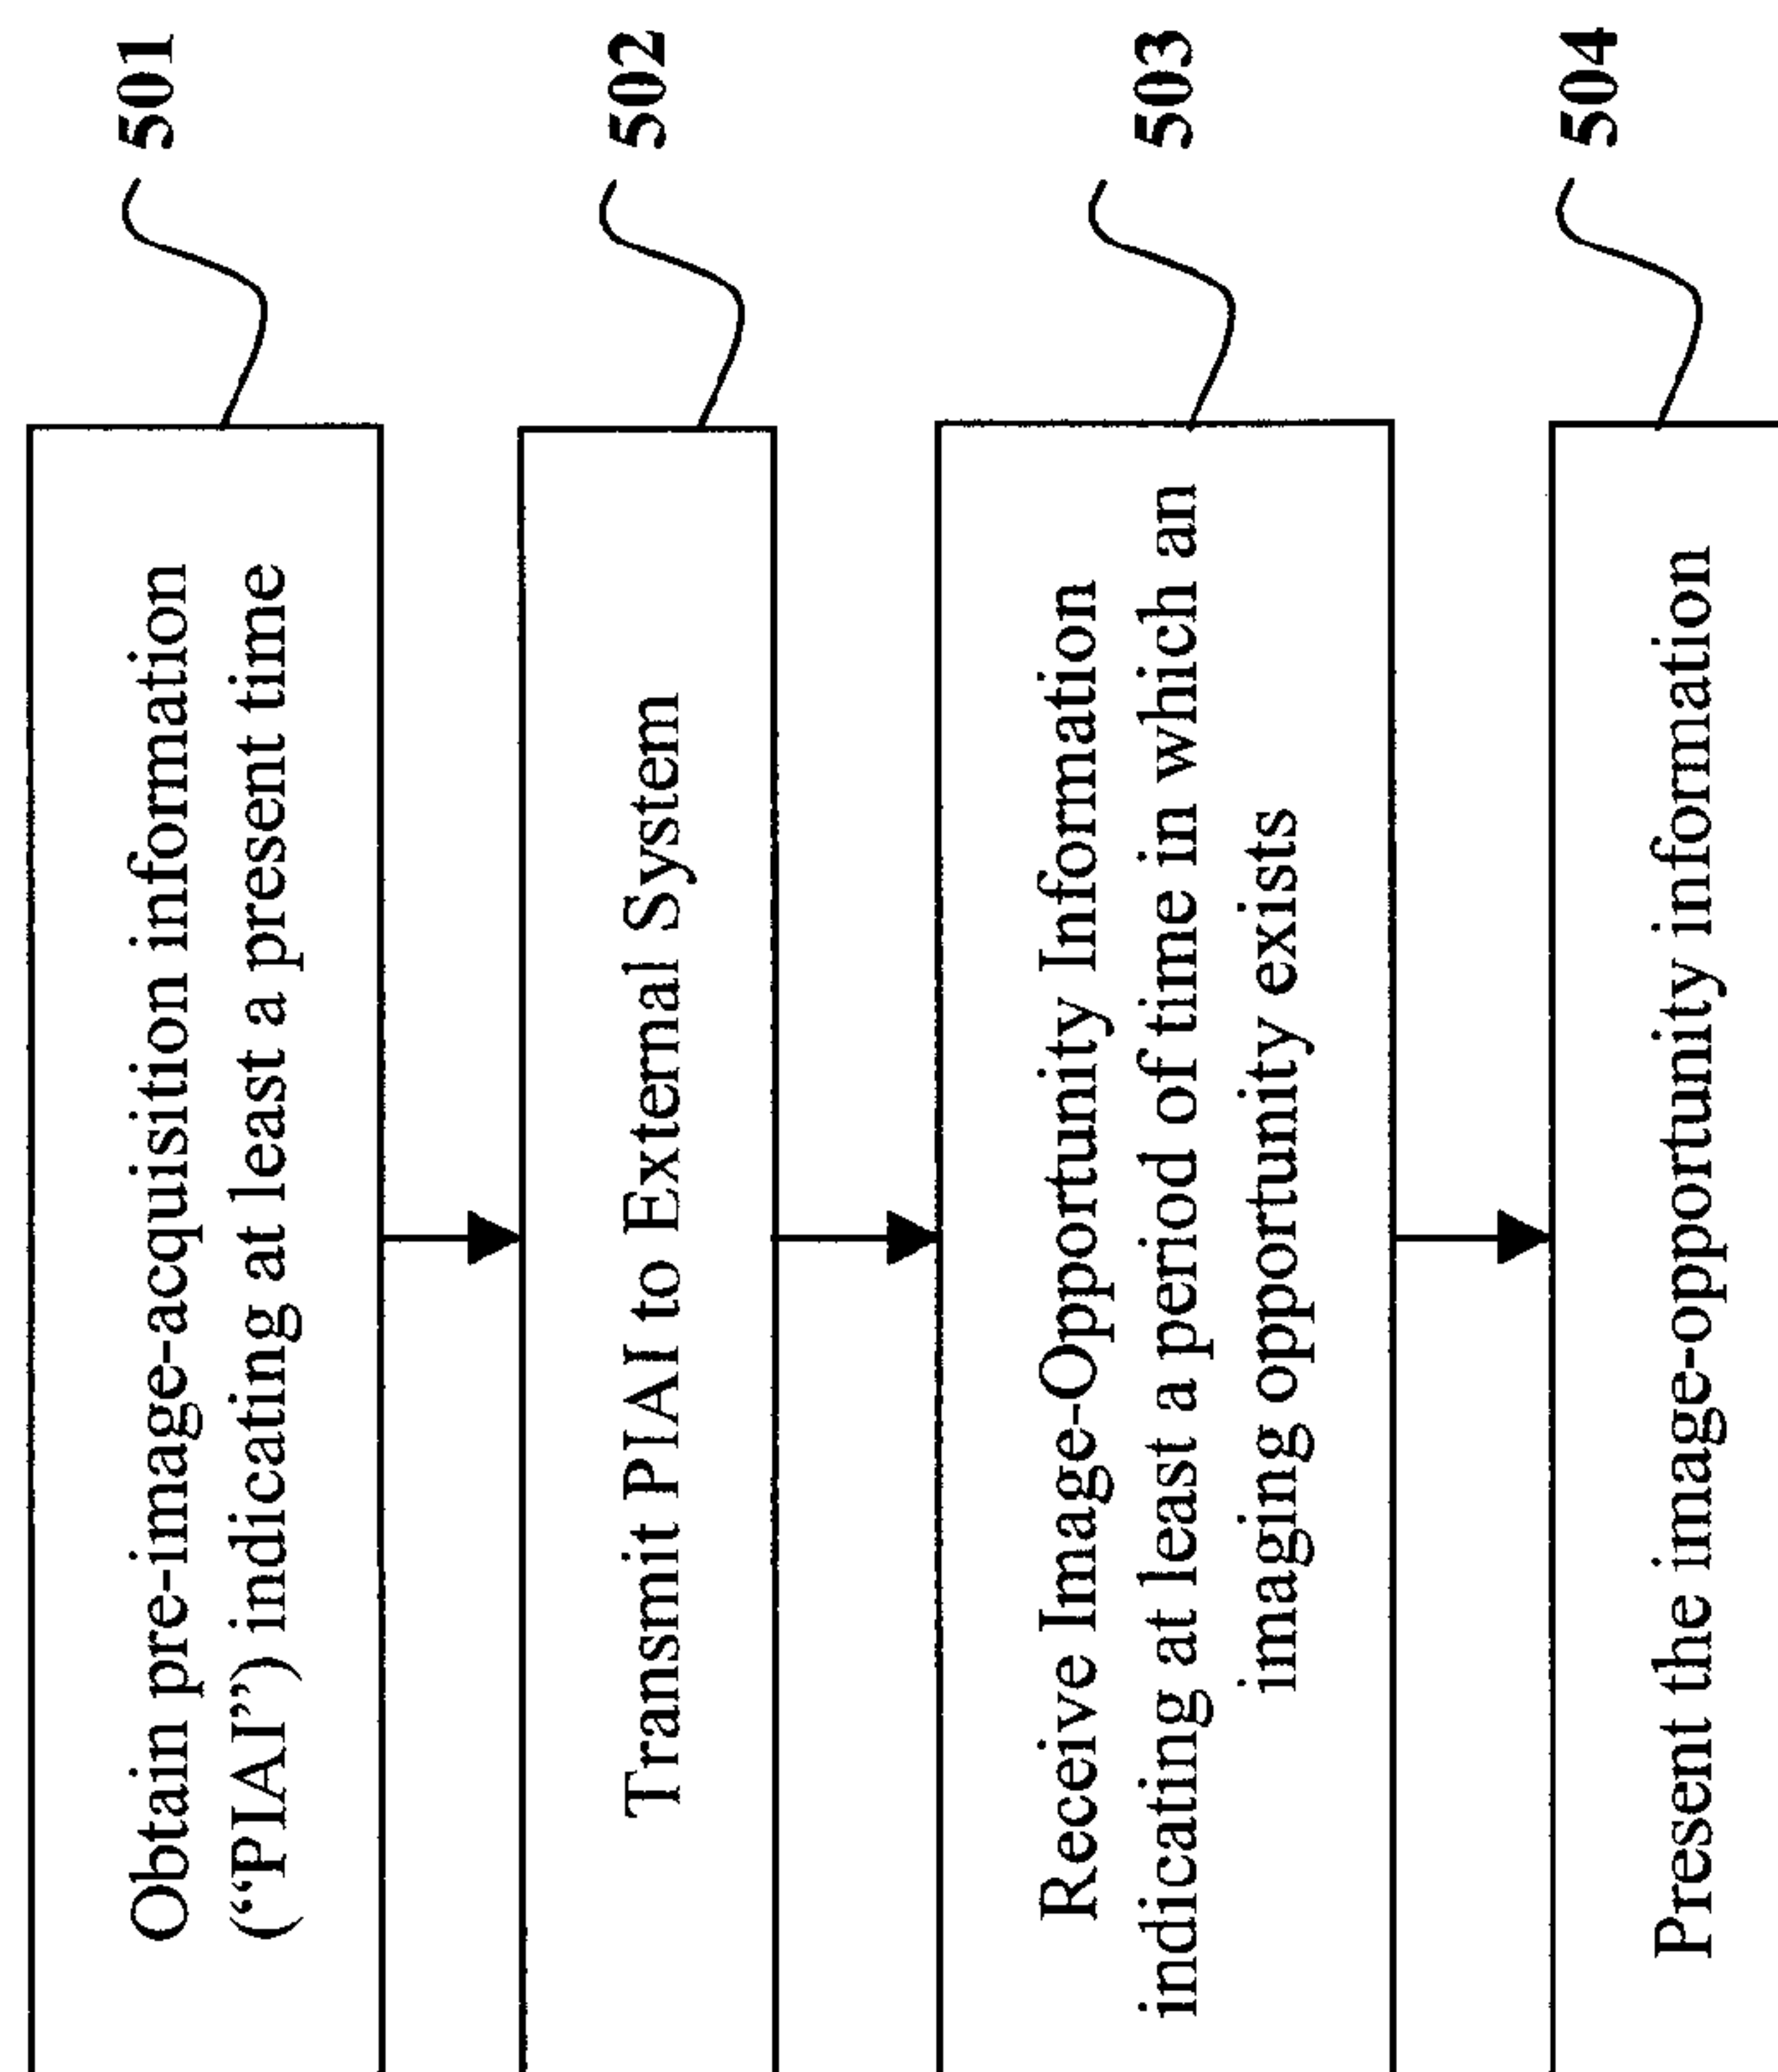 Obtain pre-image-acquisition information
(“PIAI”) indicating at least a present time
501
Transmit PIAI to External System
502
Receive Image-Opportunity Information
indicating at least a period of time in which an
imaging opportunity exists
503
Present the image-opportunity information
504